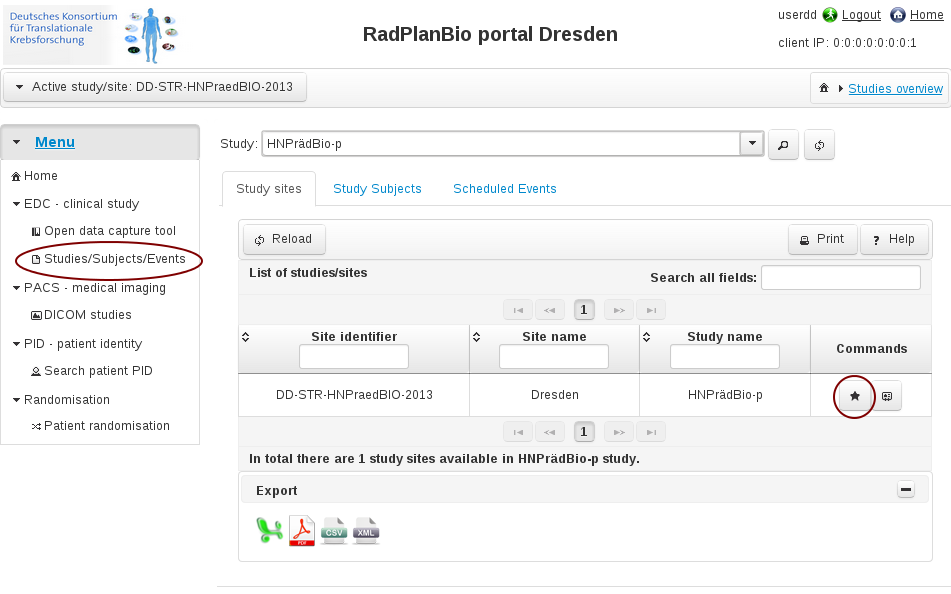 Deutsches Konsortium
für Translationale
Krebsforschung
RadPlanBio portal Dresden
userdd Logout Home
client IP: 0:0:0:0:0:0:0:1
Active study/site: DD-STR-HNPraedBIO-2013
Studies overview
Menu
Home
EDC - clinical study
Open data capture tool
Studies/Subjects/Events
PACS - medical imaging
DICOM studies
PID - patient identity
Search patient PID
Randomisation
Patient randomisation
Study: HNPrädBio-p
Study sites Study Subjects Scheduled Events
Reload Print ? Help
List of studies/sites
Search all fields:
1
Site identifier Site name Study name Commands
DD-STR-HNPraedBIO-2013 Dresden HNPrädBio-p
1
In total there are 1 study sites available in HNPrädBio-p study.
Export
PDF CSV XML